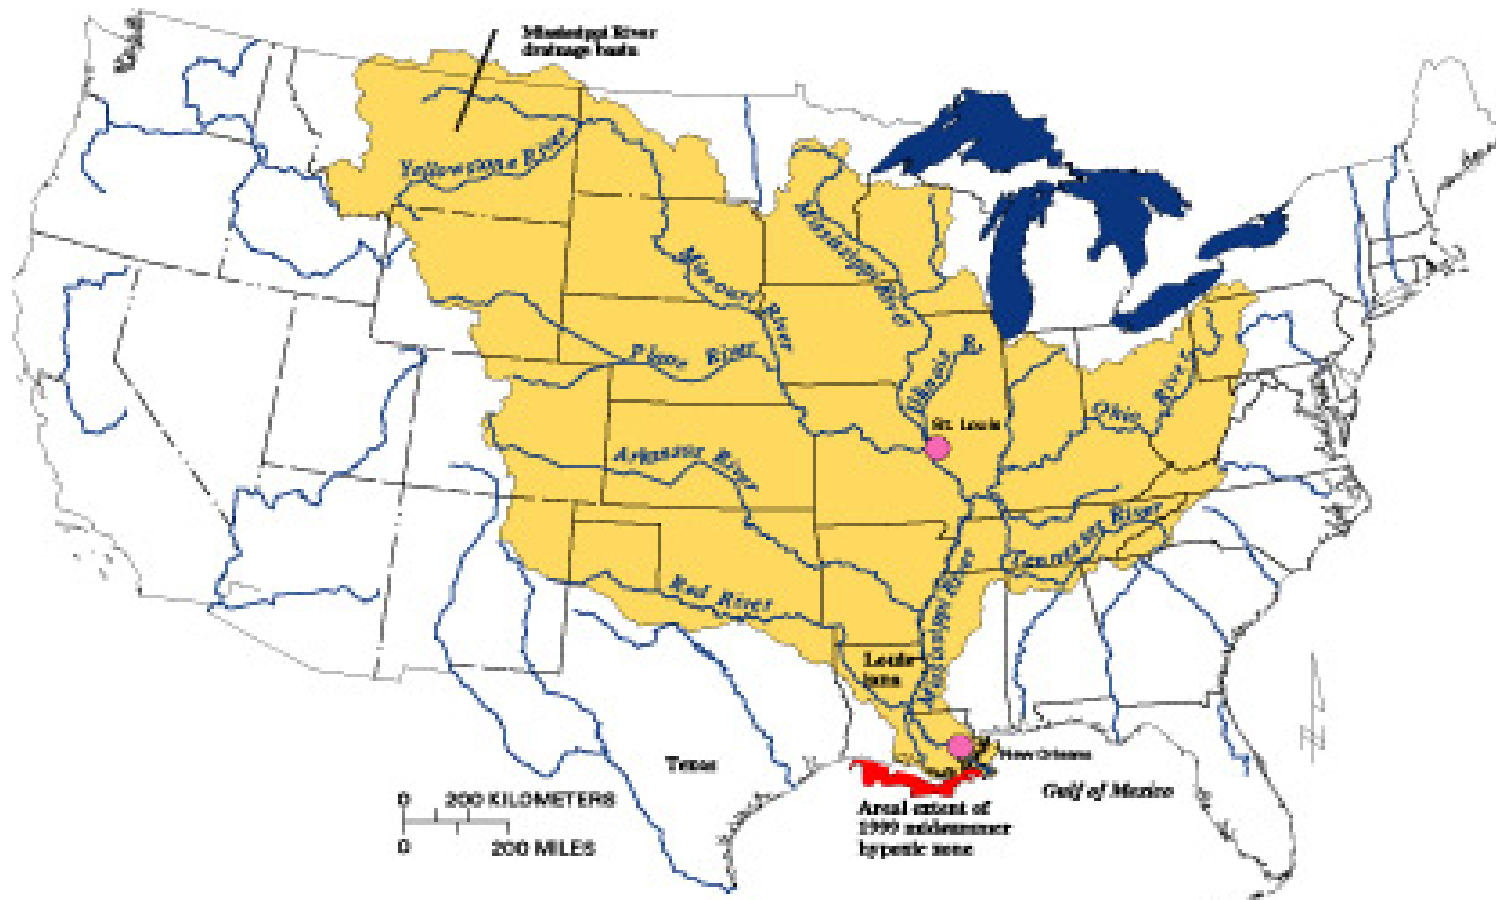 Mississippi River
drainage basin
Yellowstone River
Mississippi River
Missouri River
Platte River
Illinois R.
Ohio River
St. Louis
Arkansas River
Tennessee River
Red River
Mississippi River
Louis-
iana
New Orleans
Texas
Gulf of Mexico
0 200 KILOMETERS
0 200 MILES
Areal extent of
1999 midsummer
hypoxic zone